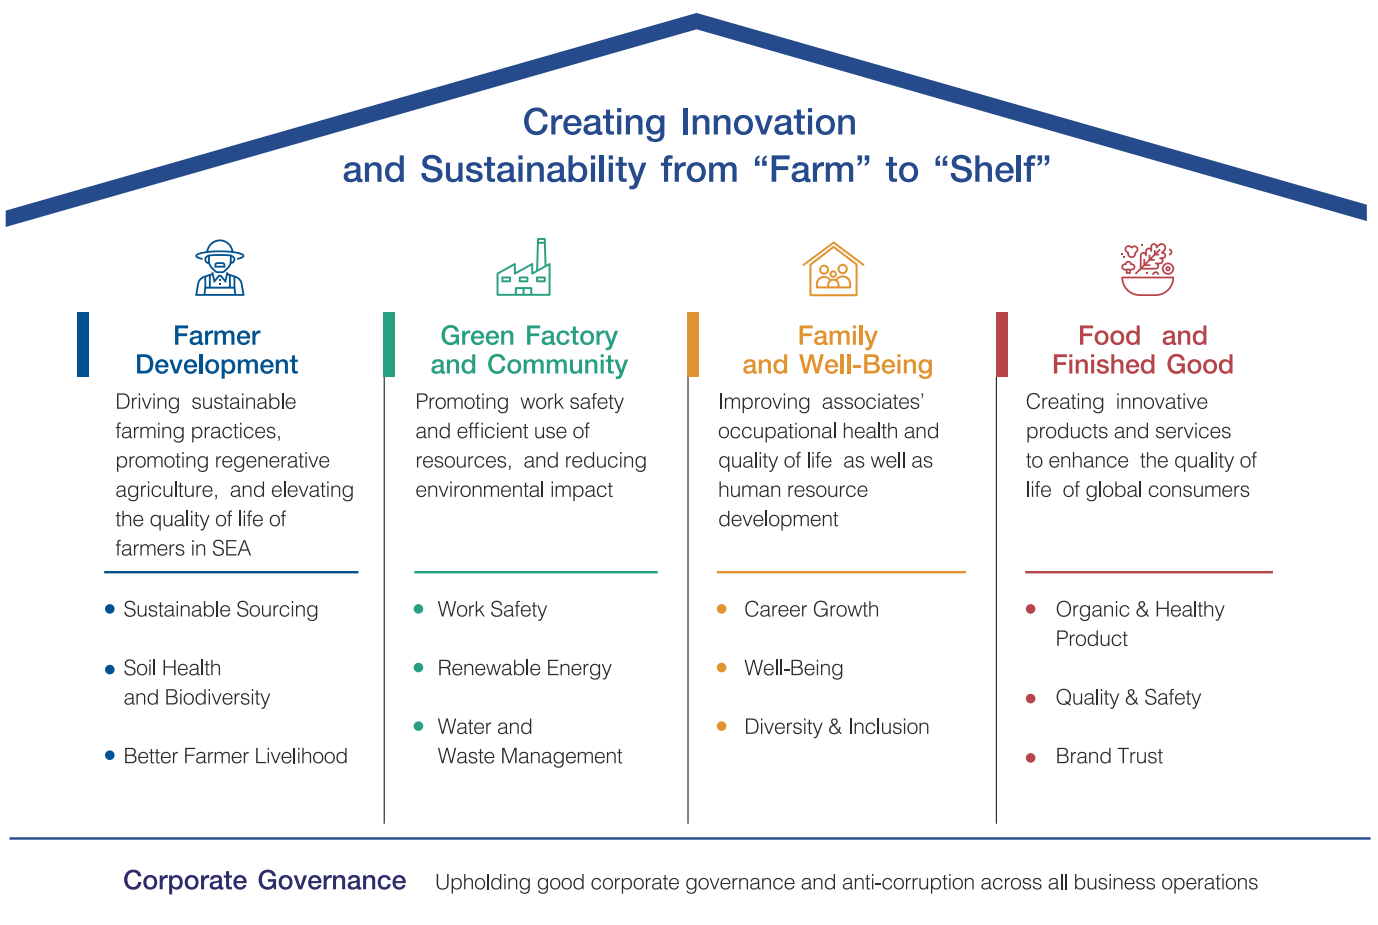 Creating Innovation
and Sustainability from “Farm” to “Shelf”
Farmer
Development
Driving sustainable
farming practices,
promoting regenerative
agriculture, and elevating
the quality of life of
farmers in SEA
Sustainable Sourcing
Soil Health
and Biodiversity
Better Farmer Livelihood
Green Factory
and Community
Promoting work safety
and efficient use of
resources, and reducing
environmental impact
Work Safety
Renewable Energy
Water and
Waste Management
Family
and Well-Being
Improving associates’
occupational health and
quality of life as well as
human resource
development
Career Growth
Well-Being
Diversity & Inclusion
Food and
Finished Good
Creating innovative
products and services
to enhance the quality of
life of global consumers
Organic & Healthy
Product
Quality & Safety
Brand Trust
Corporate Governance Upholding good corporate governance and anti-corruption across all business operations